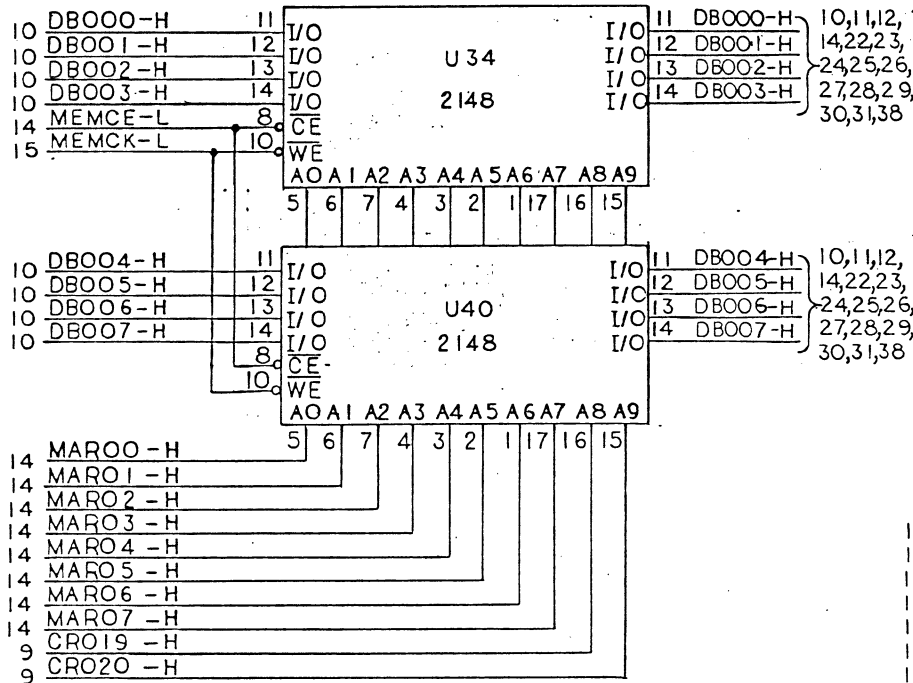 10 DB000-H 11 I/O I/O 11 DB000-H 10,11,12,
10 DB001-H 12 I/O U34 I/O 12 DB001-H 14,22,23,
10 DB002-H 13 I/O I/O 13 DB002-H 24,25,26,
10 DB003-H 14 I/O 2148 I/O 14 DB003-H 27,28,29,
14 MEMCE-L 8 CE 30,31,38
15 MEMCK-L 10 WE
A0 A1 A2 A3 A4 A5 A6 A7 A8 A9
5 6 7 4 3 2 1 17 16 15
10 DB004-H 11 I/O I/O 11 DB004-H 10,11,12,
10 DB005-H 12 I/O U40 I/O 12 DB005-H 14,22,23,
10 DB006-H 13 I/O I/O 13 DB006-H 24,25,26,
10 DB007-H 14 I/O 2148 I/O 14 DB007-H 27,28,29,
8 CE 30,31,38
10 WE
A0 A1 A2 A3 A4 A5 A6 A7 A8 A9
5 6 7 4 3 2 1 17 16 15
14 MAR00-H
14 MAR01-H
14 MAR02-H
14 MAR03-H
14 MAR04-H
14 MAR05-H
14 MAR06-H
14 MAR07-H
9 CR019-H
9 CR020-H